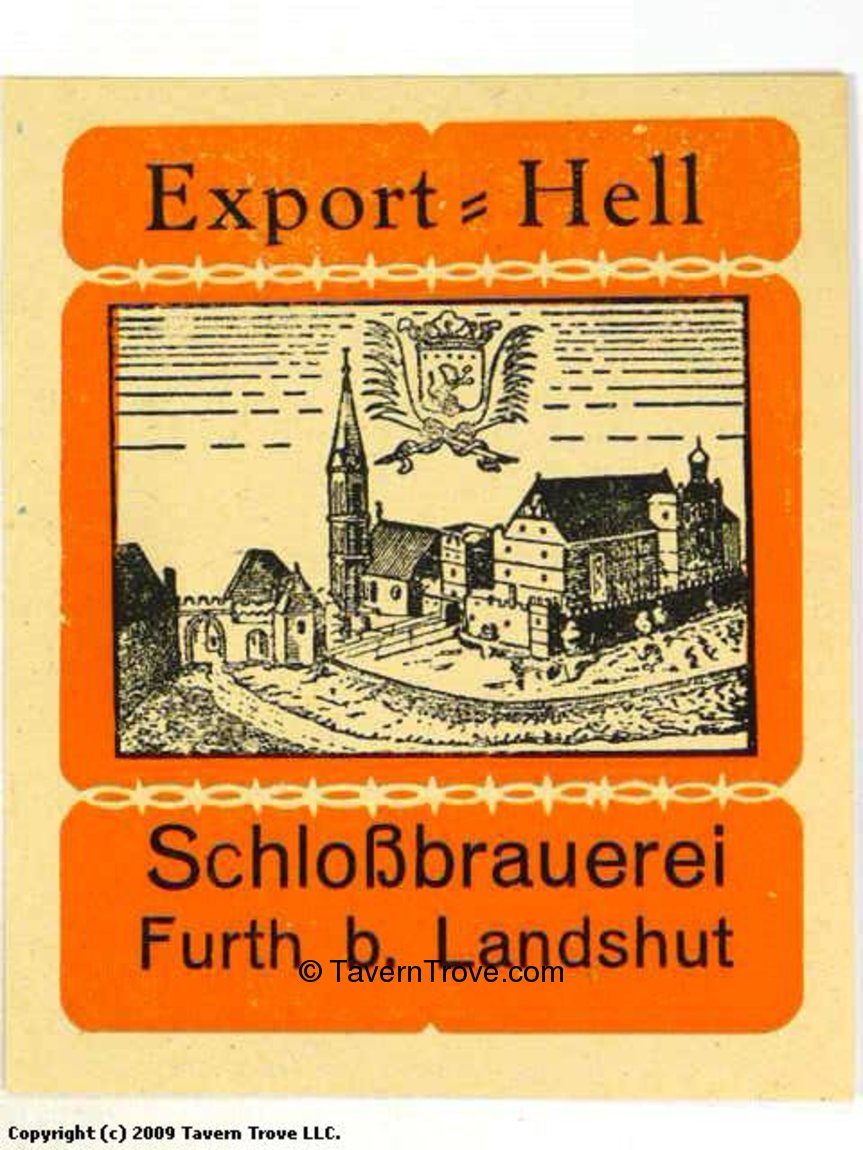 Export⸗Hell
Schloßbrauerei
Furth b. Landshut
© TavernTrove.com
Copyright (c) 2009 Tavern Trove LLC.